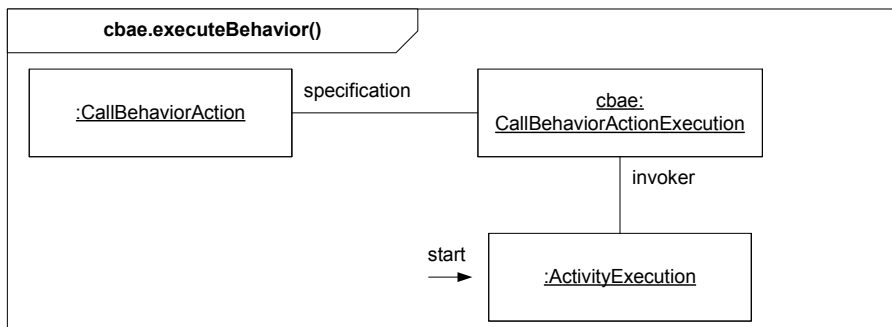 cbae.executeBehavior()
:CallBehaviorAction
specification
cbae:
CallBehaviorActionExecution
invoker
start
:ActivityExecution